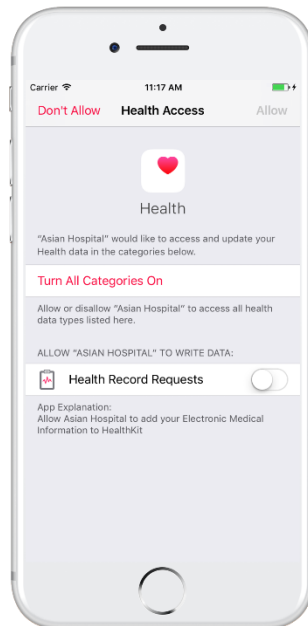 Carrier 11:17 AM
Don't Allow Health Access Allow
Health
"Asian Hospital" would like to access and update your
Health data in the categories below.
Turn All Categories On
Allow or disallow "Asian Hospital" to access all health
data types listed here.
ALLOW "ASIAN HOSPITAL" TO WRITE DATA:
Health Record Requests
App Explanation:
Allow Asian Hospital to add your Electronic Medical
Information to HealthKit